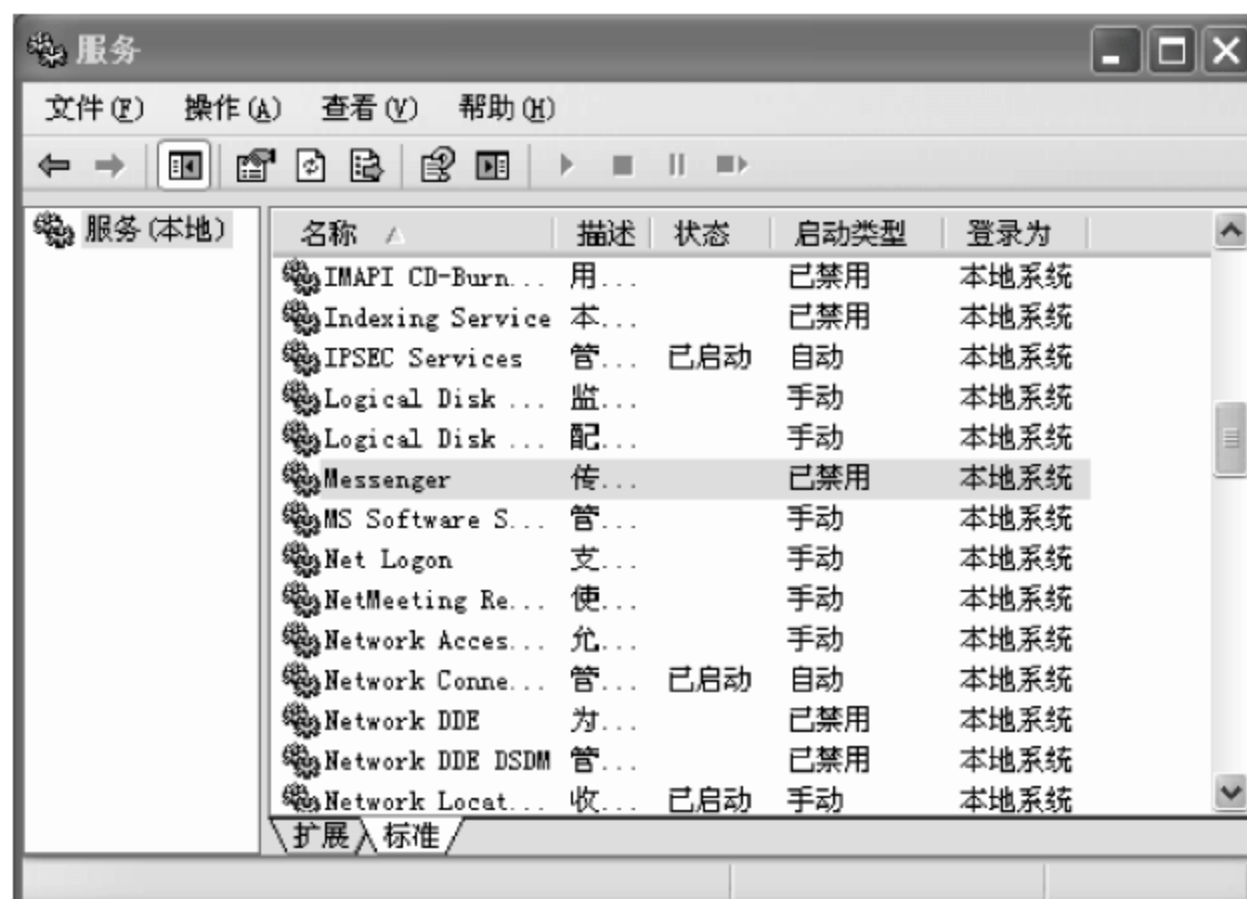 服务
文件(F) 操作(A) 查看(V) 帮助(H)
服务(本地)
名称 描述 状态 启动类型 登录为
IMAPI CD-Burn... 用... 已禁用 本地系统
Indexing Service 本... 已禁用 本地系统
IPSEC Services 管... 已启动 自动 本地系统
Logical Disk ... 监... 手动 本地系统
Logical Disk ... 配... 手动 本地系统
Messenger 传... 已禁用 本地系统
MS Software S... 管... 手动 本地系统
Net Logon 支... 手动 本地系统
NetMeeting Re... 使... 手动 本地系统
Network Acces... 允... 手动 本地系统
Network Conne... 管... 已启动 自动 本地系统
Network DDE 为... 已禁用 本地系统
Network DDE DSDM 管... 已禁用 本地系统
Network Locat... 收... 已启动 手动 本地系统
扩展 标准